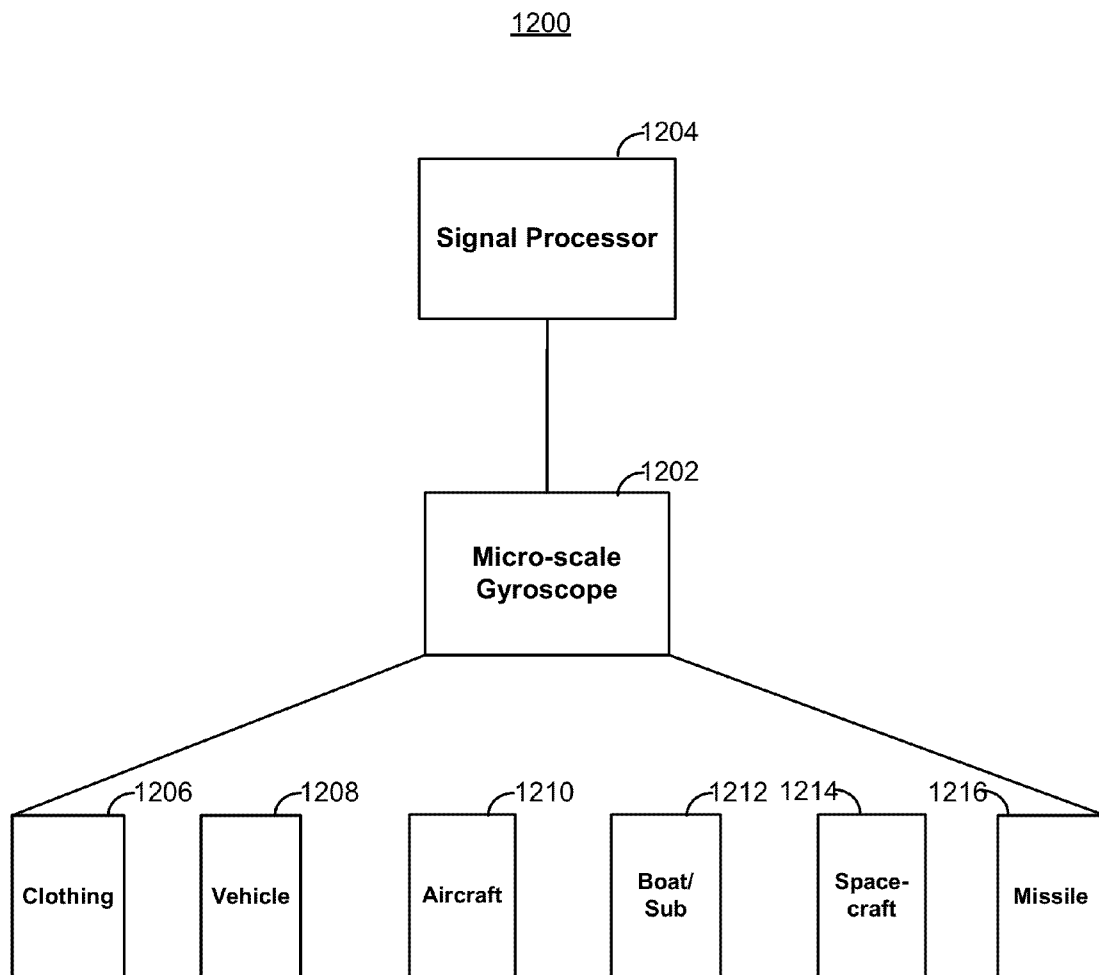 1200
1204
Signal Processor
1202
Micro-scale
Gyroscope
1206
1208
1210
1212
1214
1216
Clothing
Vehicle
Aircraft
Boat/
Sub
Space-
craft
Missile